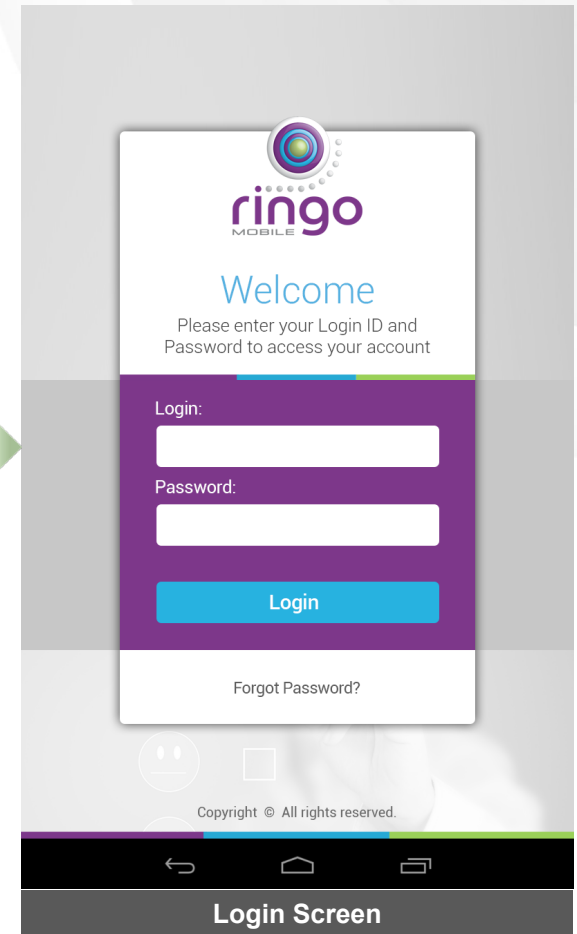 ringo
MOBILE
Welcome
Please enter your Login ID and
Password to access your account
Login:
Password:
Login
Forgot Password?
Copyright © All rights reserved.
Login Screen